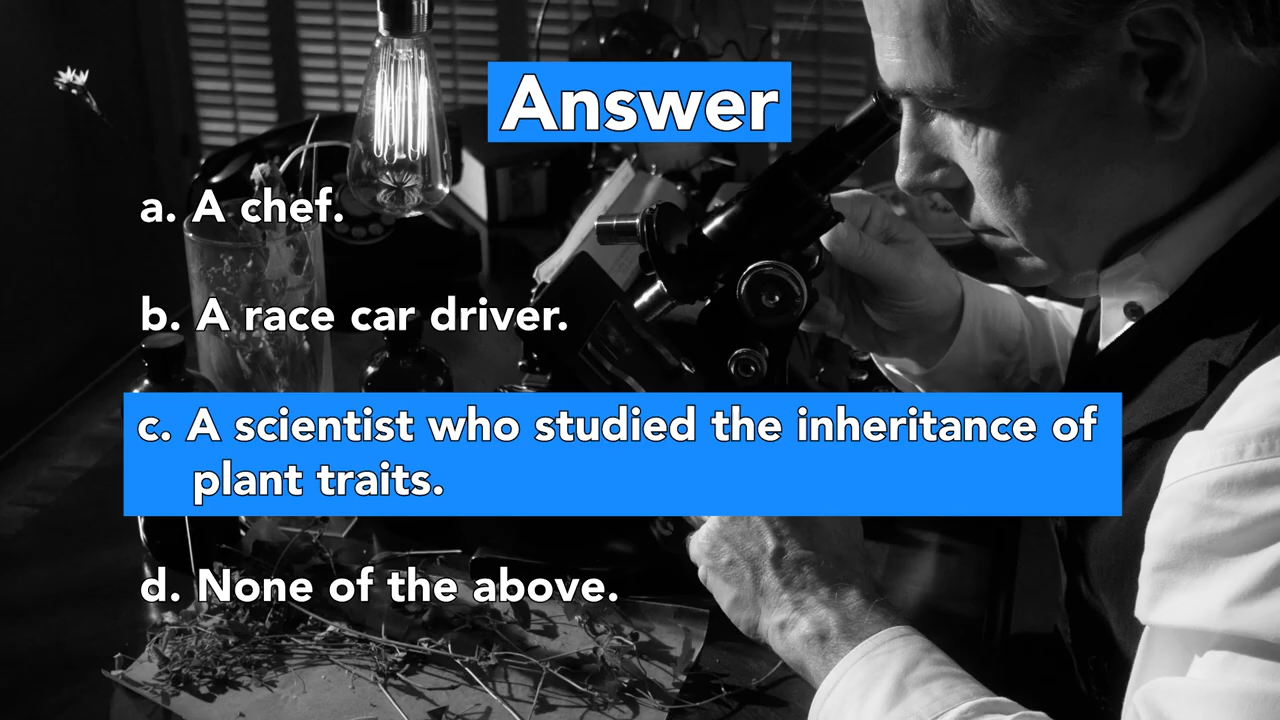 Answer
a. A chef.
b. A race car driver.
c. A scientist who studied the inheritance of
plant traits.
d. None of the above.